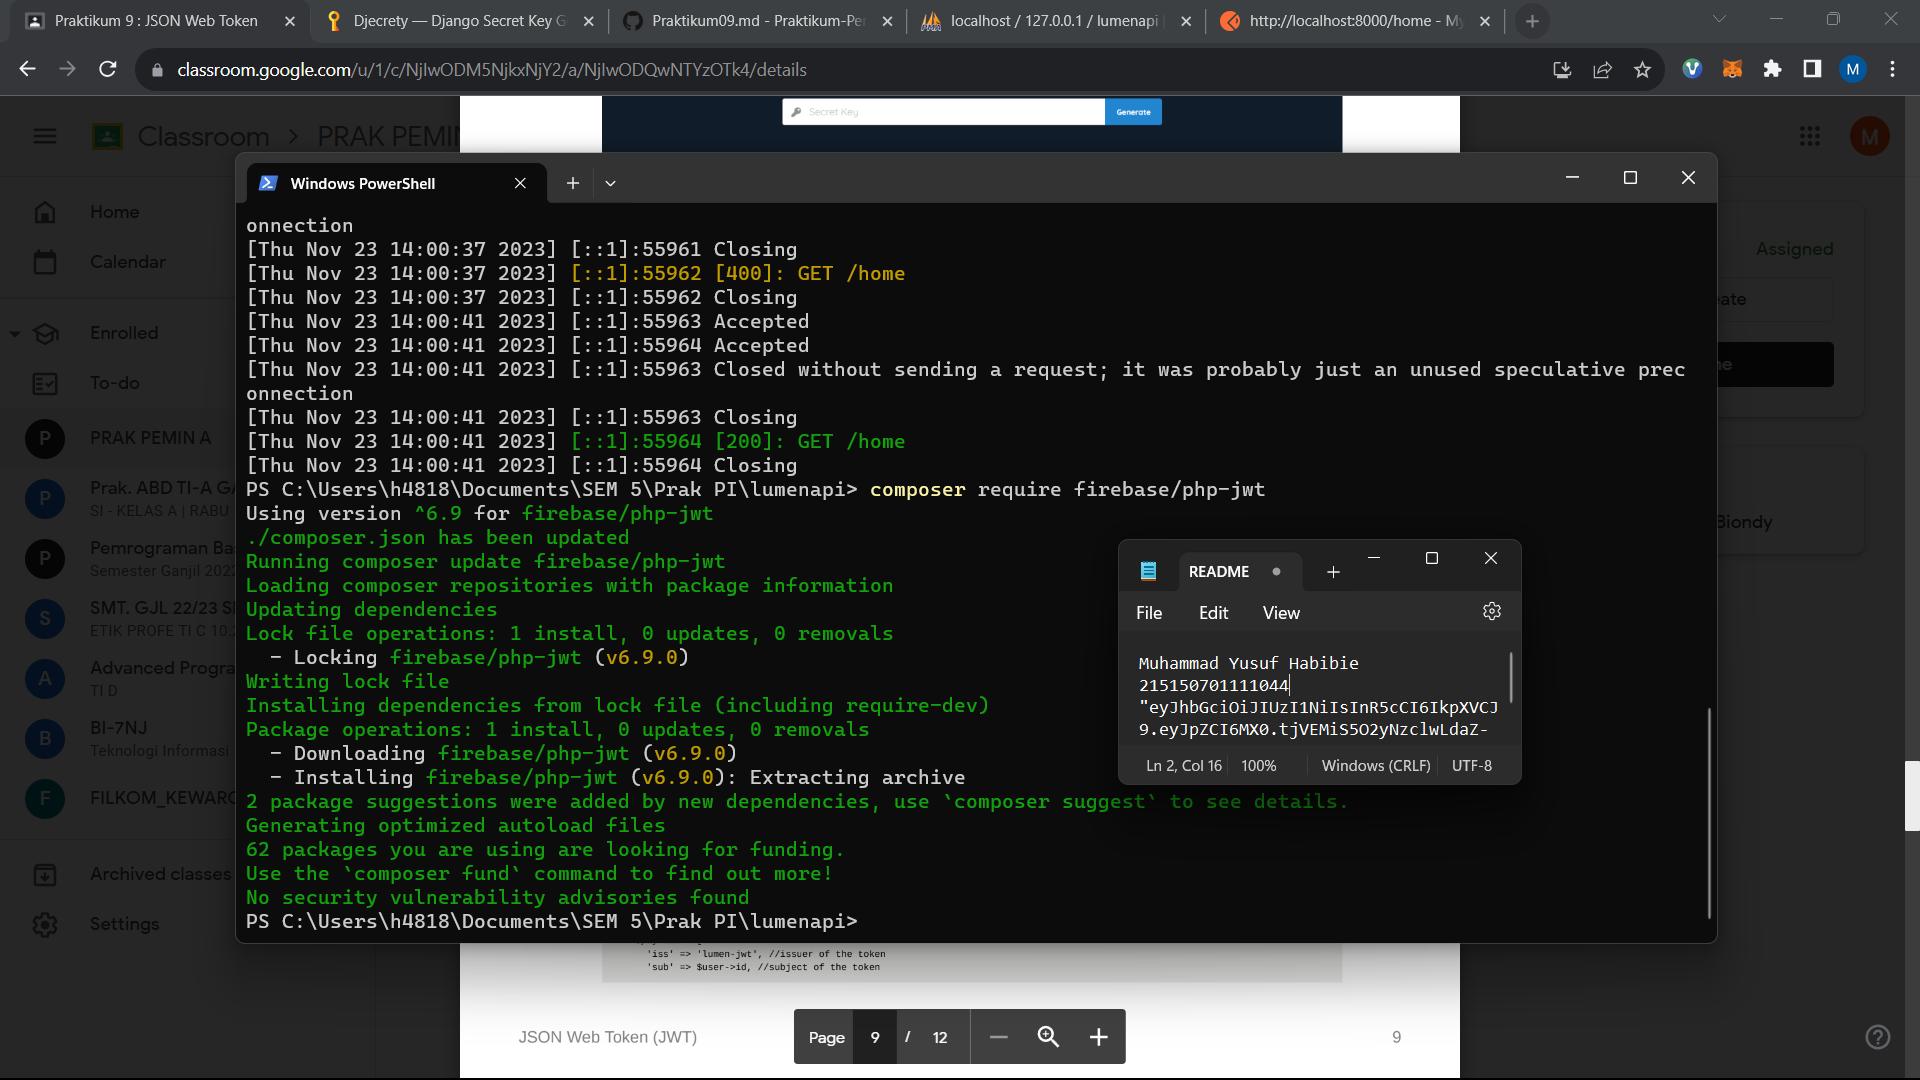 Praktikum 9 : JSON Web Token
Djecrety — Django Secret Key G
Praktikum09.md - Praktikum-Pe
localhost / 127.0.0.1 / lumenapi
http://localhost:8000/home - M
classroom.google.com/u/1/c/NjIwODM5NjkxNjY2/a/NjIwODQwNTYzOTk4/details
M
Secret Key
Generate
Classroom
PRAK PEMIN
M
Windows PowerShell
Home
Calendar
Enrolled
To-do
P
PRAK PEMIN A
P
Prak. ABD TI-A GA
SI - KELAS A | RABU
P
Pemrograman Ba
Semester Ganjil 202
S
SMT. GJL 22/23 S
ETIK PROFE TI C 10.
A
Advanced Progra
TI D
B
BI-7NJ
Teknologi Informasi
F
FILKOM_KEWAR
Archived classes
Settings
Assigned
eate
ne
Biondy
onnection
[Thu Nov 23 14:00:37 2023] [::1]:55961 Closing
[Thu Nov 23 14:00:37 2023] [::1]:55962 [400]: GET /home
[Thu Nov 23 14:00:37 2023] [::1]:55962 Closing
[Thu Nov 23 14:00:41 2023] [::1]:55963 Accepted
[Thu Nov 23 14:00:41 2023] [::1]:55964 Accepted
[Thu Nov 23 14:00:41 2023] [::1]:55963 Closed without sending a request; it was probably just an unused speculative prec
onnection
[Thu Nov 23 14:00:41 2023] [::1]:55963 Closing
[Thu Nov 23 14:00:41 2023] [::1]:55964 [200]: GET /home
[Thu Nov 23 14:00:41 2023] [::1]:55964 Closing
PS C:\Users\h4818\Documents\SEM 5\Prak PI\lumenapi> composer require firebase/php-jwt
Using version ^6.9 for firebase/php-jwt
./composer.json has been updated
Running composer update firebase/php-jwt
Loading composer repositories with package information
Updating dependencies
Lock file operations: 1 install, 0 updates, 0 removals
- Locking firebase/php-jwt (v6.9.0)
Writing lock file
Installing dependencies from lock file (including require-dev)
Package operations: 1 install, 0 updates, 0 removals
- Downloading firebase/php-jwt (v6.9.0)
- Installing firebase/php-jwt (v6.9.0): Extracting archive
2 package suggestions were added by new dependencies, use `composer suggest` to see details.
Generating optimized autoload files
62 packages you are using are looking for funding.
Use the `composer fund` command to find out more!
No security vulnerability advisories found
PS C:\Users\h4818\Documents\SEM 5\Prak PI\lumenapi>
README
File Edit View
Muhammad Yusuf Habibie
215150701111044
"eyJhbGciOiJIUzI1NiIsInR5cCI6IkpXVCJ
9.eyJpZCI6MX0.tjVEMiS5O2yNzclwLdaZ-
Ln 2, Col 16 100% Windows (CRLF) UTF-8
'iss' => 'lumen-jwt', //issuer of the token
'sub' => $user->id, //subject of the token
JSON Web Token (JWT)
Page 9 / 12
9